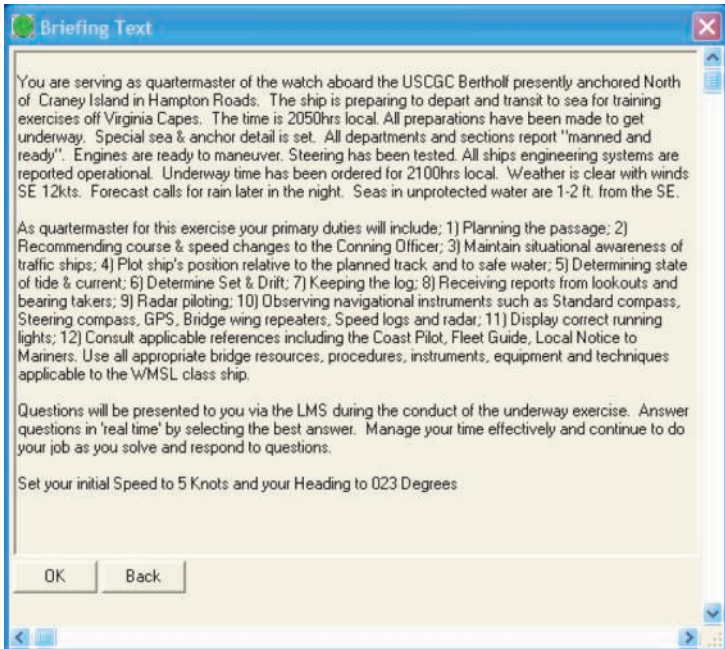 Briefing Text
You are serving as quartermaster of the watch aboard the USCGC Bertholf presently anchored North
of Craney Island in Hampton Roads. The ship is preparing to depart and transit to sea for training
exercises off Virginia Capes. The time is 2050hrs local. All preparations have been made to get
underway. Special sea & anchor detail is set. All departments and sections report "manned and
ready". Engines are ready to maneuver. Steering has been tested. All ships engineering systems are
reported operational. Underway time has been ordered for 2100hrs local. Weather is clear with winds
SE 12kts. Forecast calls for rain later in the night. Seas in unprotected water are 1-2 ft. from the SE.
As quartermaster for this exercise your primary duties will include; 1) Planning the passage; 2)
Recommending course & speed changes to the Conning Officer; 3) Maintain situational awareness of
traffic ships; 4) Plot ship's position relative to the planned track and to safe water; 5) Determining state
of tide & current; 6) Determine Set & Drift; 7) Keeping the log; 8) Receiving reports from lookouts and
bearing takers; 9) Radar piloting; 10) Observing navigational instruments such as Standard compass,
Steering compass, GPS, Bridge wing repeaters, Speed logs and radar; 11) Display correct running
lights; 12) Consult applicable references including the Coast Pilot, Fleet Guide, Local Notice to
Mariners. Use all appropriate bridge resources, procedures, instruments, equipment and techniques
applicable to the WMSL class ship.
Questions will be presented to you via the LMS during the conduct of the underway exercise. Answer
questions in 'real time' by selecting the best answer. Manage your time effectively and continue to do
your job as you solve and respond to questions.
Set your initial Speed to 5 Knots and your Heading to 023 Degrees
OK
Back